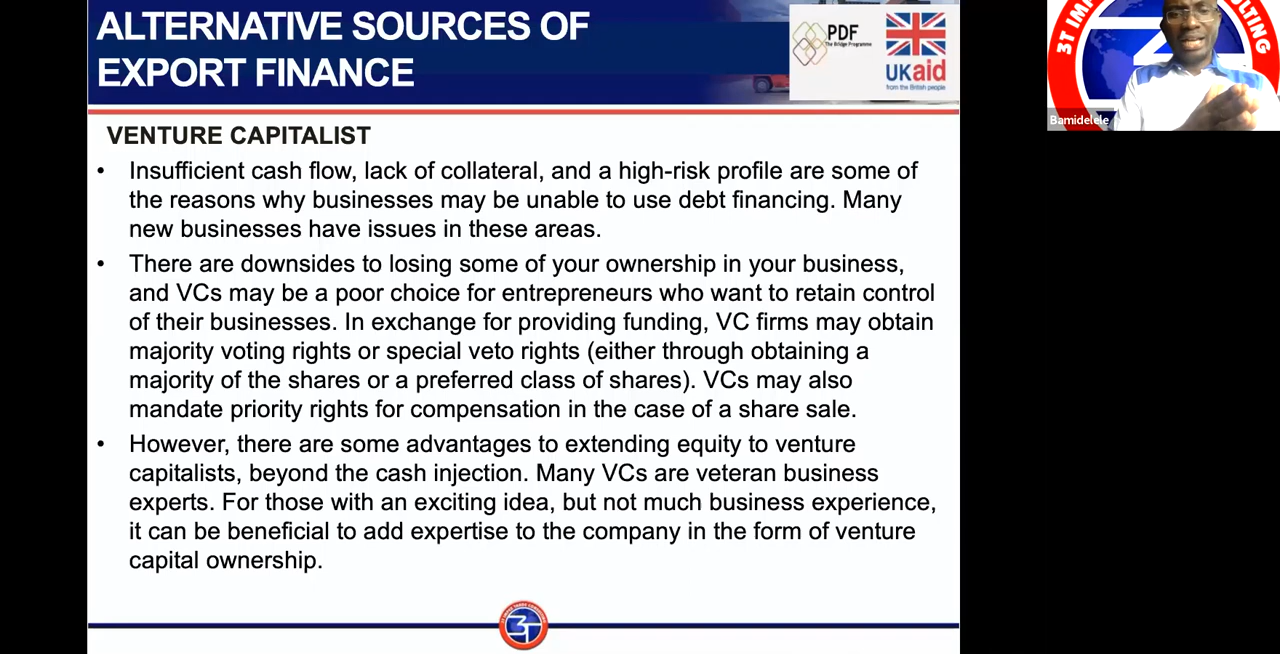 ALTERNATIVE SOURCES OF
EXPORT FINANCE
PDF
The Bridge Programme
UKaid
from the British people
VENTURE CAPITALIST
• Insufficient cash flow, lack of collateral, and a high-risk profile are some of
the reasons why businesses may be unable to use debt financing. Many
new businesses have issues in these areas.
• There are downsides to losing some of your ownership in your business,
and VCs may be a poor choice for entrepreneurs who want to retain control
of their businesses. In exchange for providing funding, VC firms may obtain
majority voting rights or special veto rights (either through obtaining a
majority of the shares or a preferred class of shares). VCs may also
mandate priority rights for compensation in the case of a share sale.
• However, there are some advantages to extending equity to venture
capitalists, beyond the cash injection. Many VCs are veteran business
experts. For those with an exciting idea, but not much business experience,
it can be beneficial to add expertise to the company in the form of venture
capital ownership.
3T
3T IMP
ULTING
Bamidelele